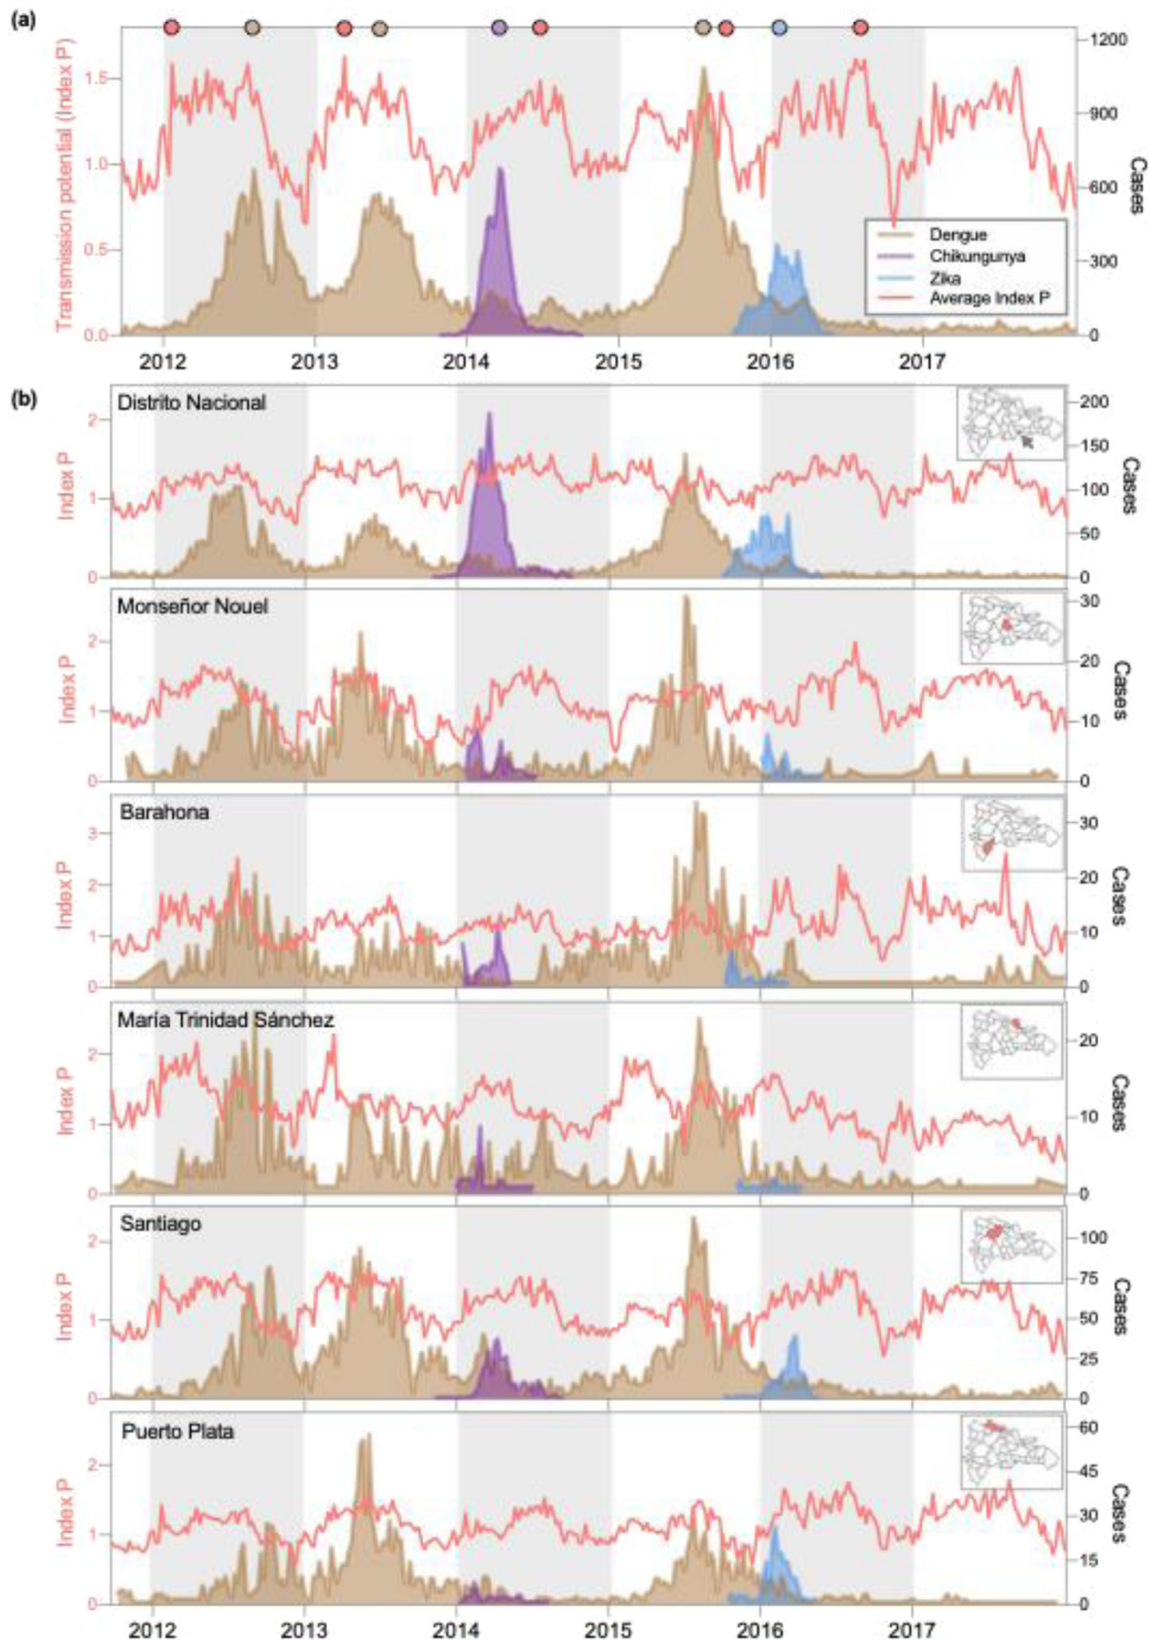 (a)
Transmission potential (Index P)
1.5
1.0
0.5
0.0
1200
900
600
300
0
Cases
Dengue
Chikungunya
Zika
Average Index P
2012 2013 2014 2015 2016 2017
(b)
Distrito Nacional
Index P
2
1
0
200
150
100
50
0
Cases
Monseñor Nouel
Index P
2
1
0
30
20
10
0
Cases
Barahona
Index P
3
2
1
0
30
20
10
0
Cases
María Trinidad Sánchez
Index P
2
1
0
20
10
0
Cases
Santiago
Index P
2
1
0
100
75
50
25
0
Cases
Puerto Plata
Index P
2
1
0
60
45
30
15
0
Cases
2012 2013 2014 2015 2016 2017